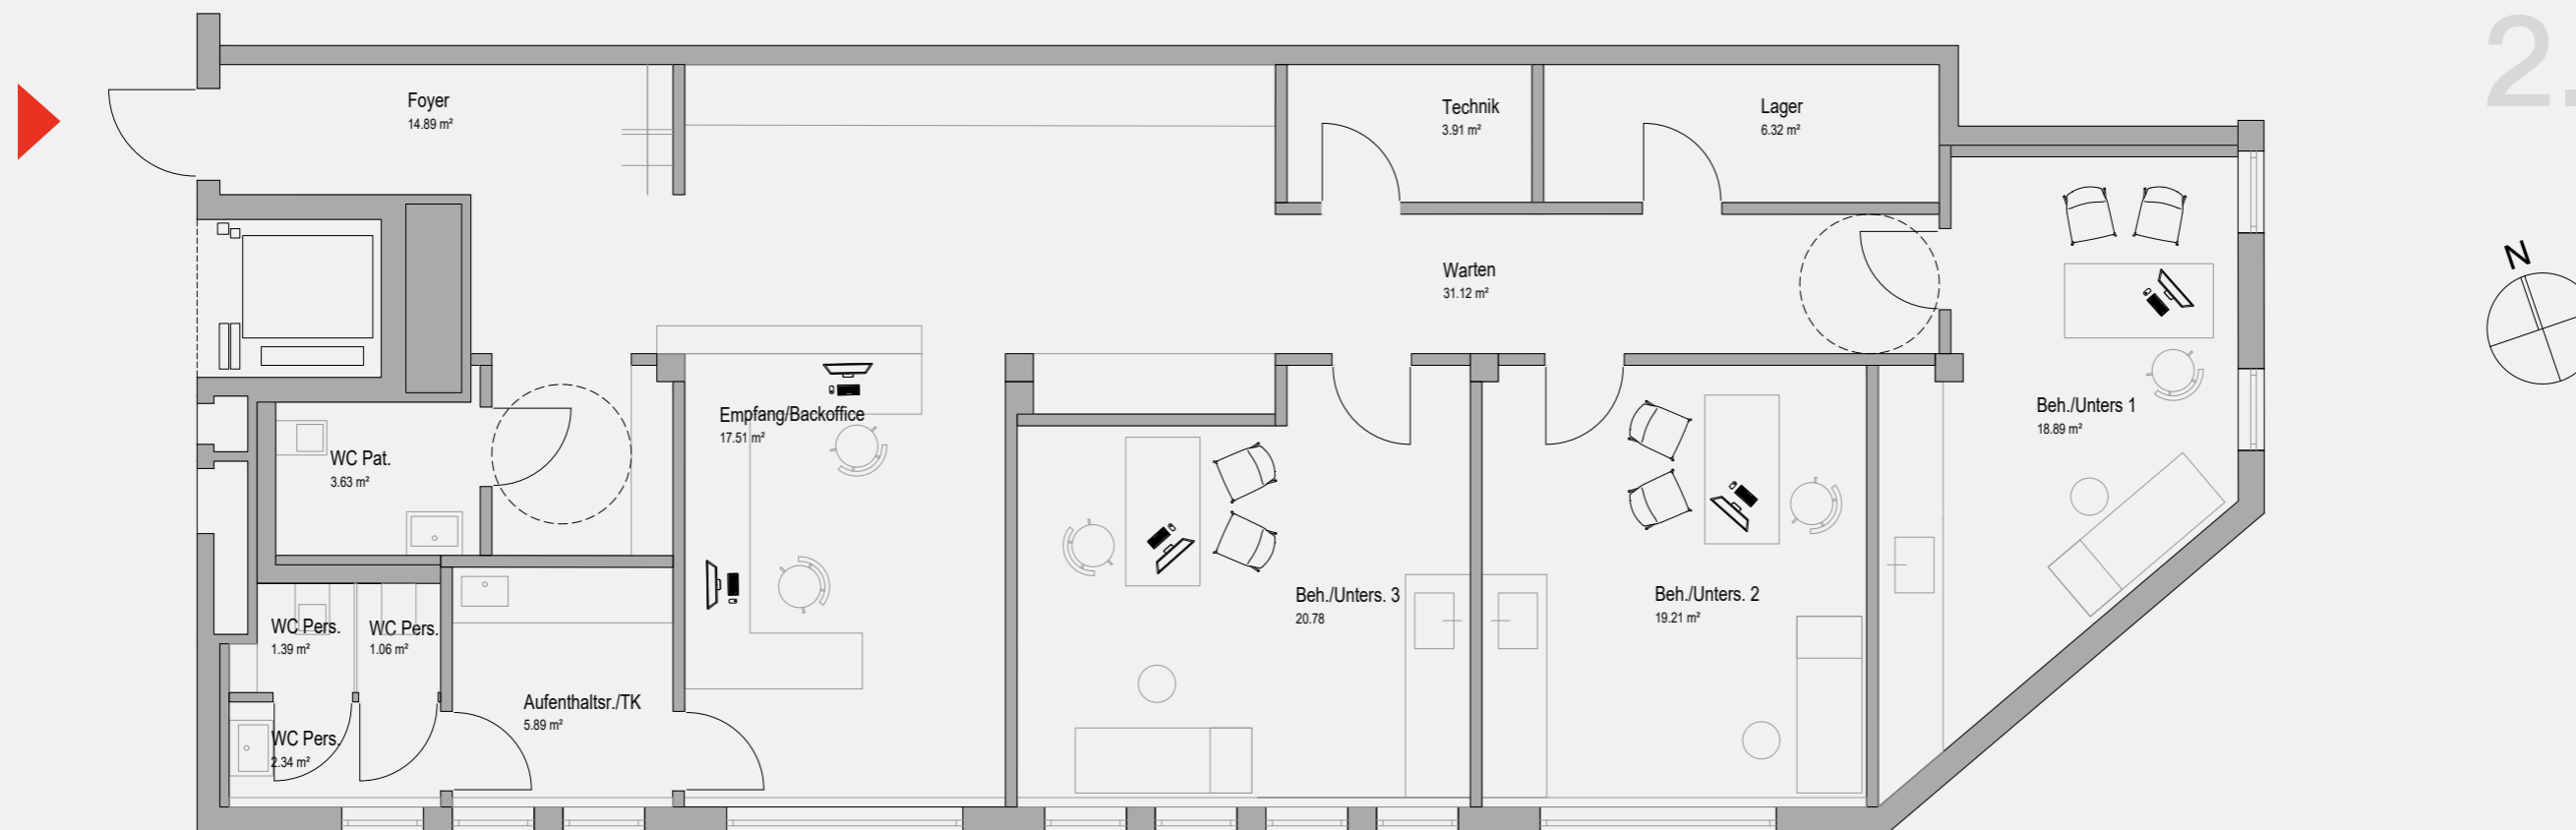 2.
Foyer
14.89 m²
Technik
3.91 m²
Lager
6.32 m²
N
Warten
31.12 m²
Empfang/Backoffice
17.51 m²
Beh./Unters 1
18.89 m²
WC Pat.
3.63 m²
Beh./Unters. 3
20.78
Beh./Unters. 2
19.21 m²
WC Pers.
1.39 m²
WC Pers.
1.06 m²
Aufenthaltsr./TK
5.89 m²
WC Pers.
2.34 m²